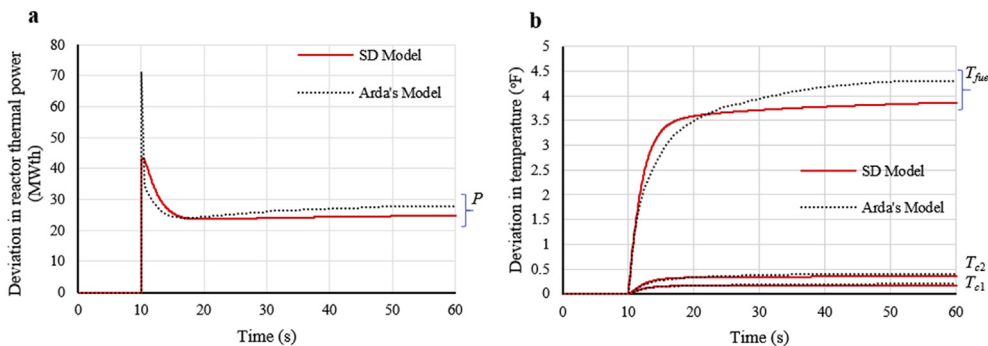 a
Deviation in reactor thermal power
(MWth)
80
70
60
50
40
30
20
10
0
SD Model
Arda's Model
P
0 10 20 30 40 50 60
Time (s)
b
Deviation in temperature (°F)
5
4.5
4
3.5
3
2.5
2
1.5
1
0.5
0
T fue
SD Model
Arda's Model
T c2
T c1
0 10 20 30 40 50 60
Time (s)